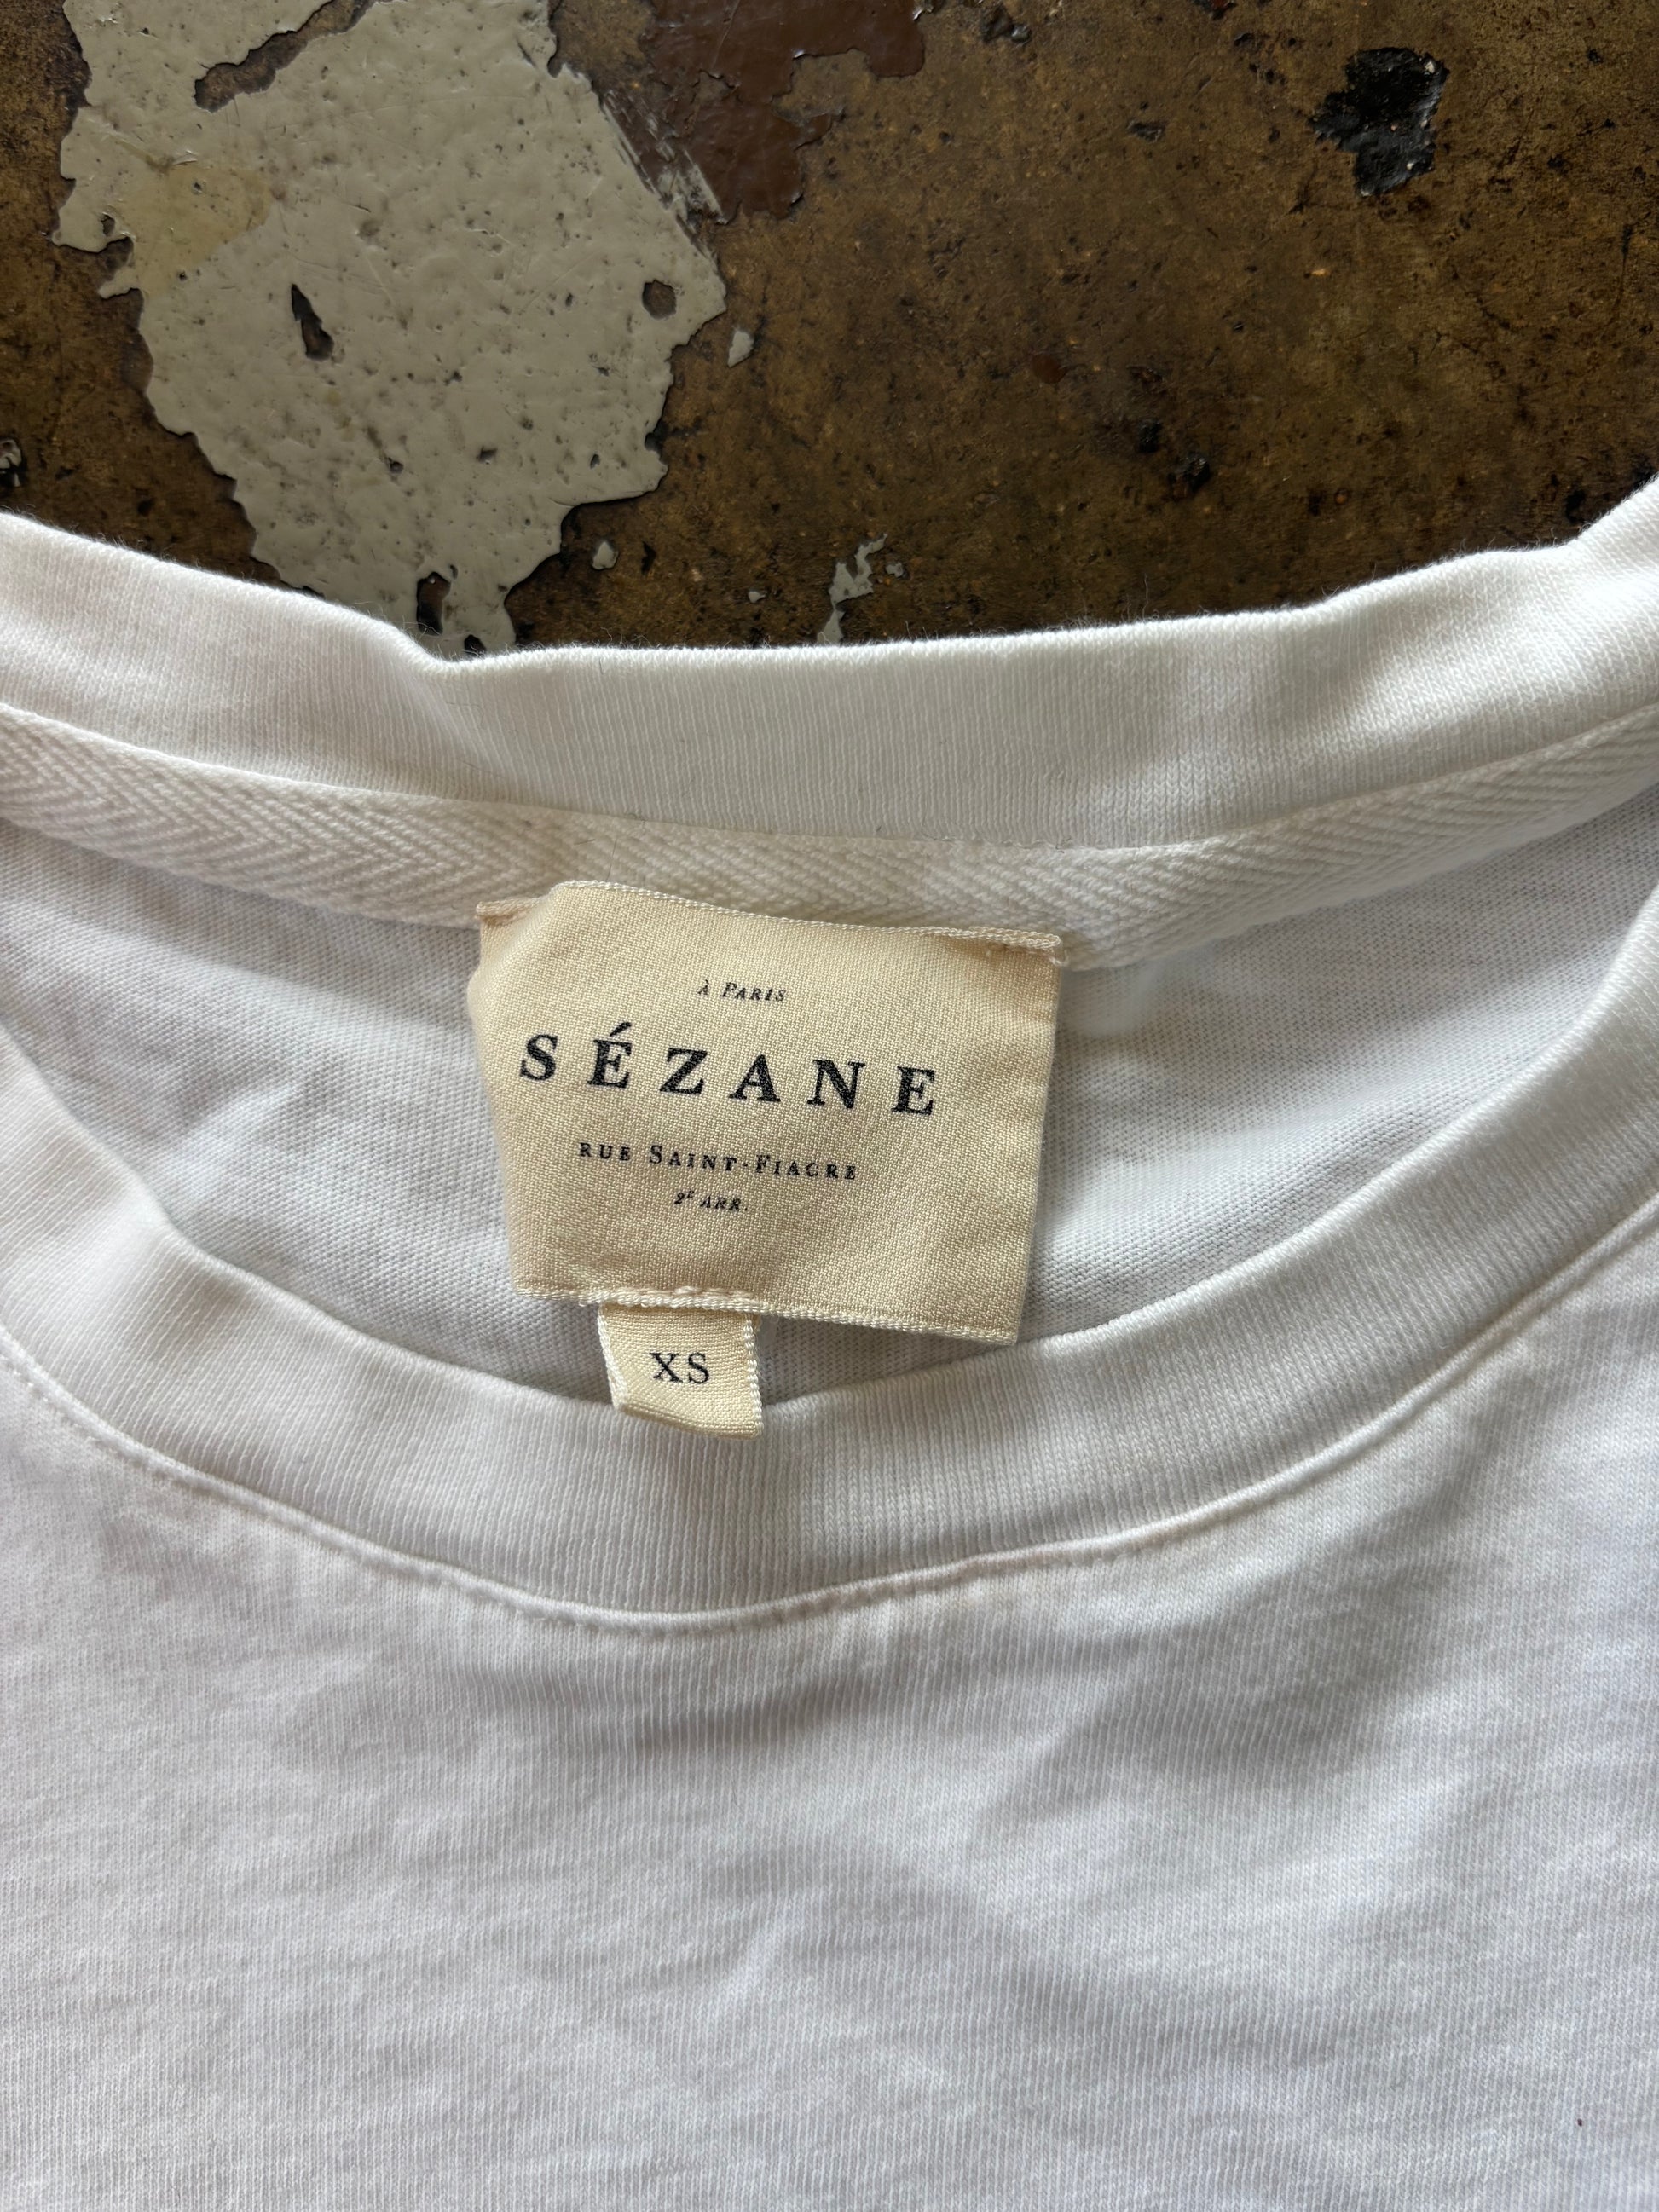 À PARIS
SÉZANE
RUE SAINT-FIACRE
2E ARR.
XS